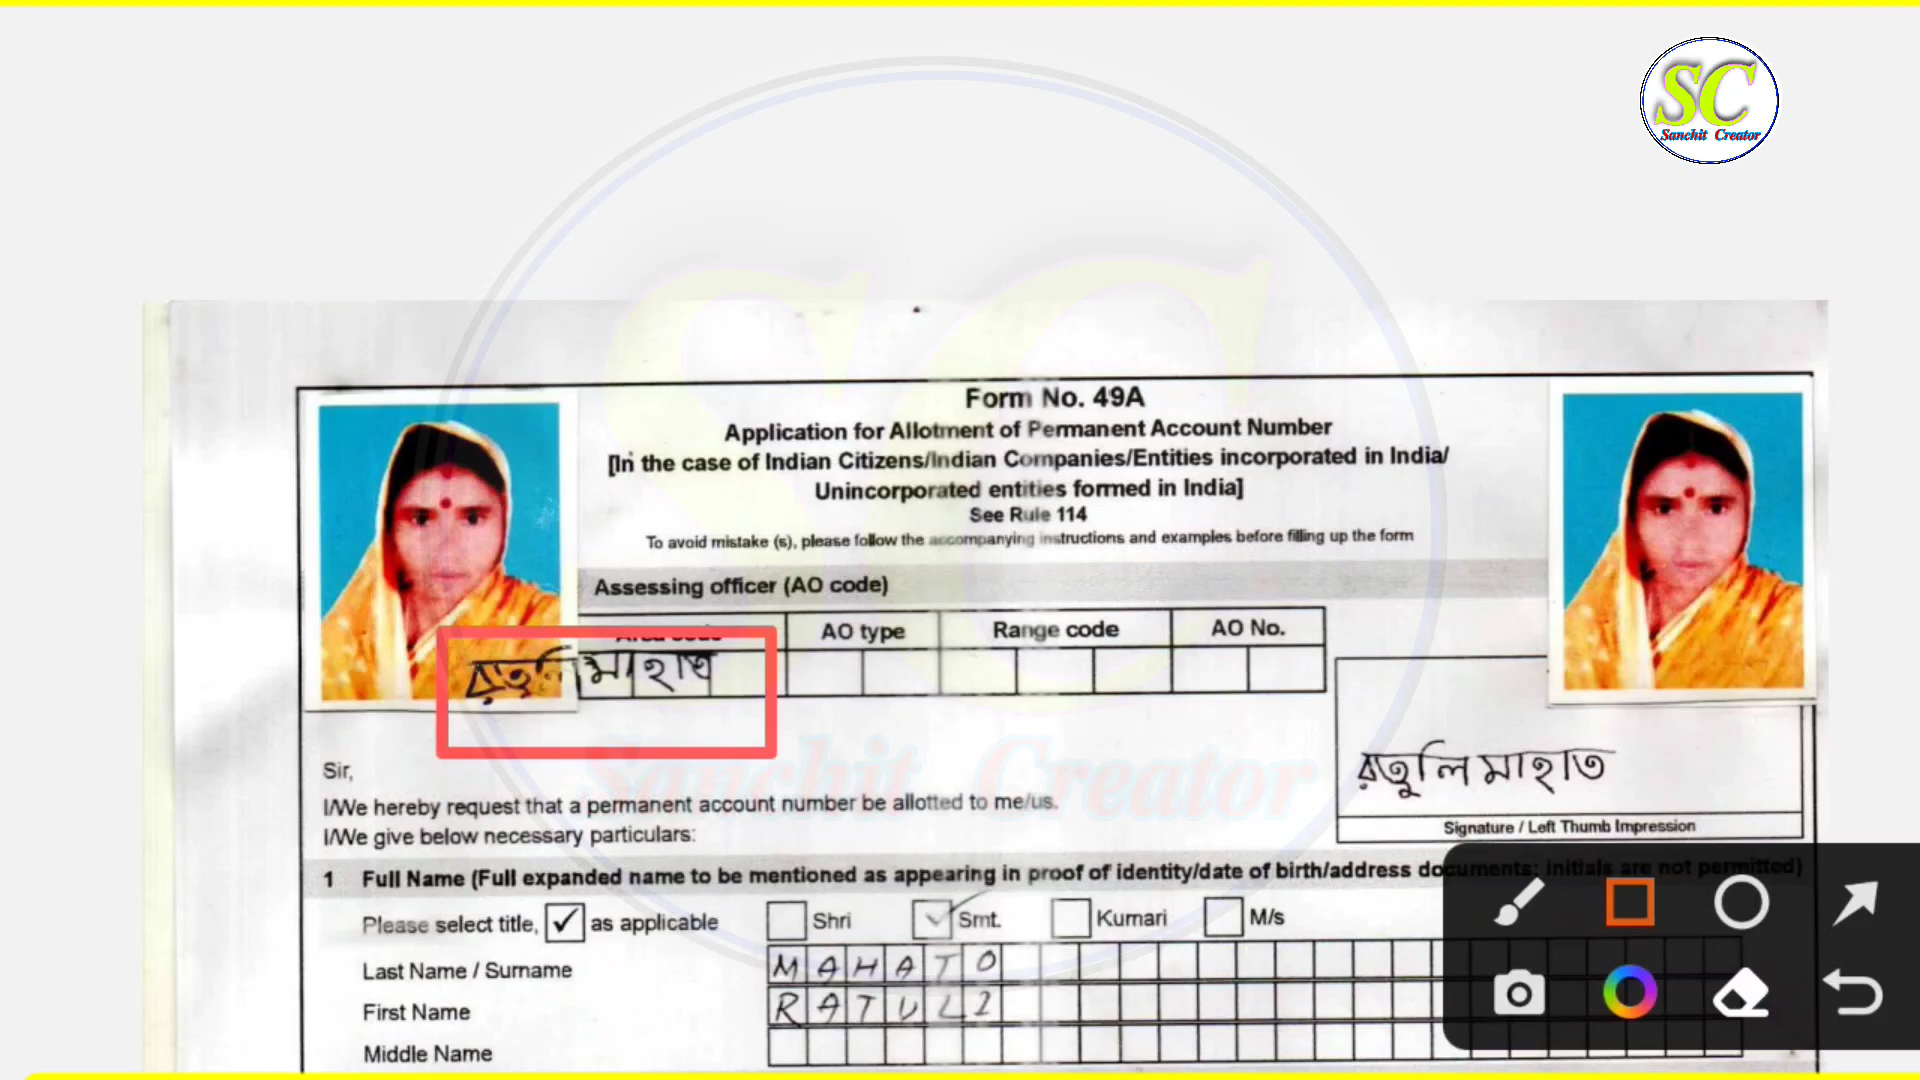 SC
Sanchit Creator
Form No. 49A
Application for Allotment of Permanent Account Number
[In the case of Indian Citizens/Indian Companies/Entities incorporated in India/
Unincorporated entities formed in India]
See Rule 114
To avoid mistake (s), please follow the accompanying instructions and examples before filling up the form
Assessing officer (AO code)
Area code AO type Range code AO No.
রতুলি মাহাত
রতুলি মাহাত
Signature / Left Thumb Impression
Sir,
I/We hereby request that a permanent account number be allotted to me/us.
I/We give below necessary particulars:
SC
Sanchit Creator
1 Full Name (Full expanded name to be mentioned as appearing in proof of identity/date of birth/address documents: initials are not permitted)
Please select title, ✓ as applicable Shri ✓ Smt. Kumari M/s
Last Name / Surname MAHATO
First Name RATULI
Middle Name